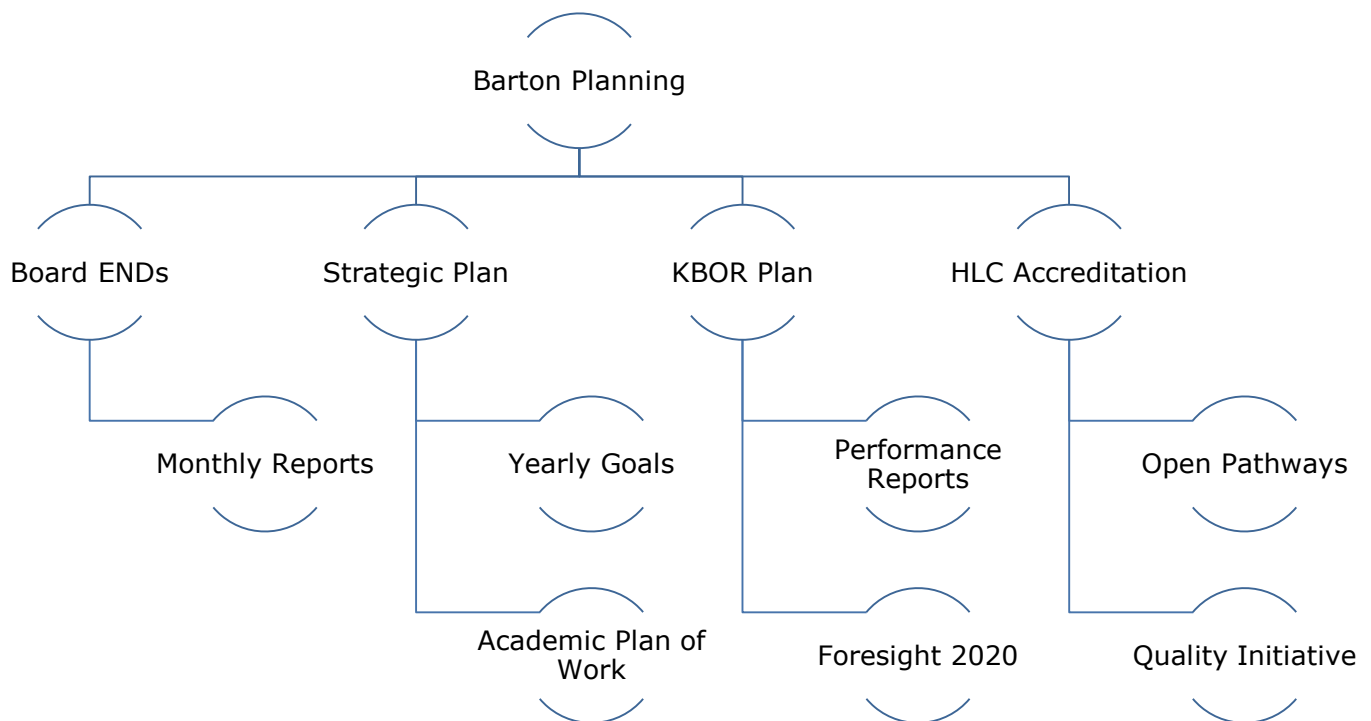 Barton Planning
Board ENDs
Strategic Plan
KBOR Plan
HLC Accreditation
Monthly Reports
Yearly Goals
Performance
Reports
Open Pathways
Academic Plan of
Work
Foresight 2020
Quality Initiative